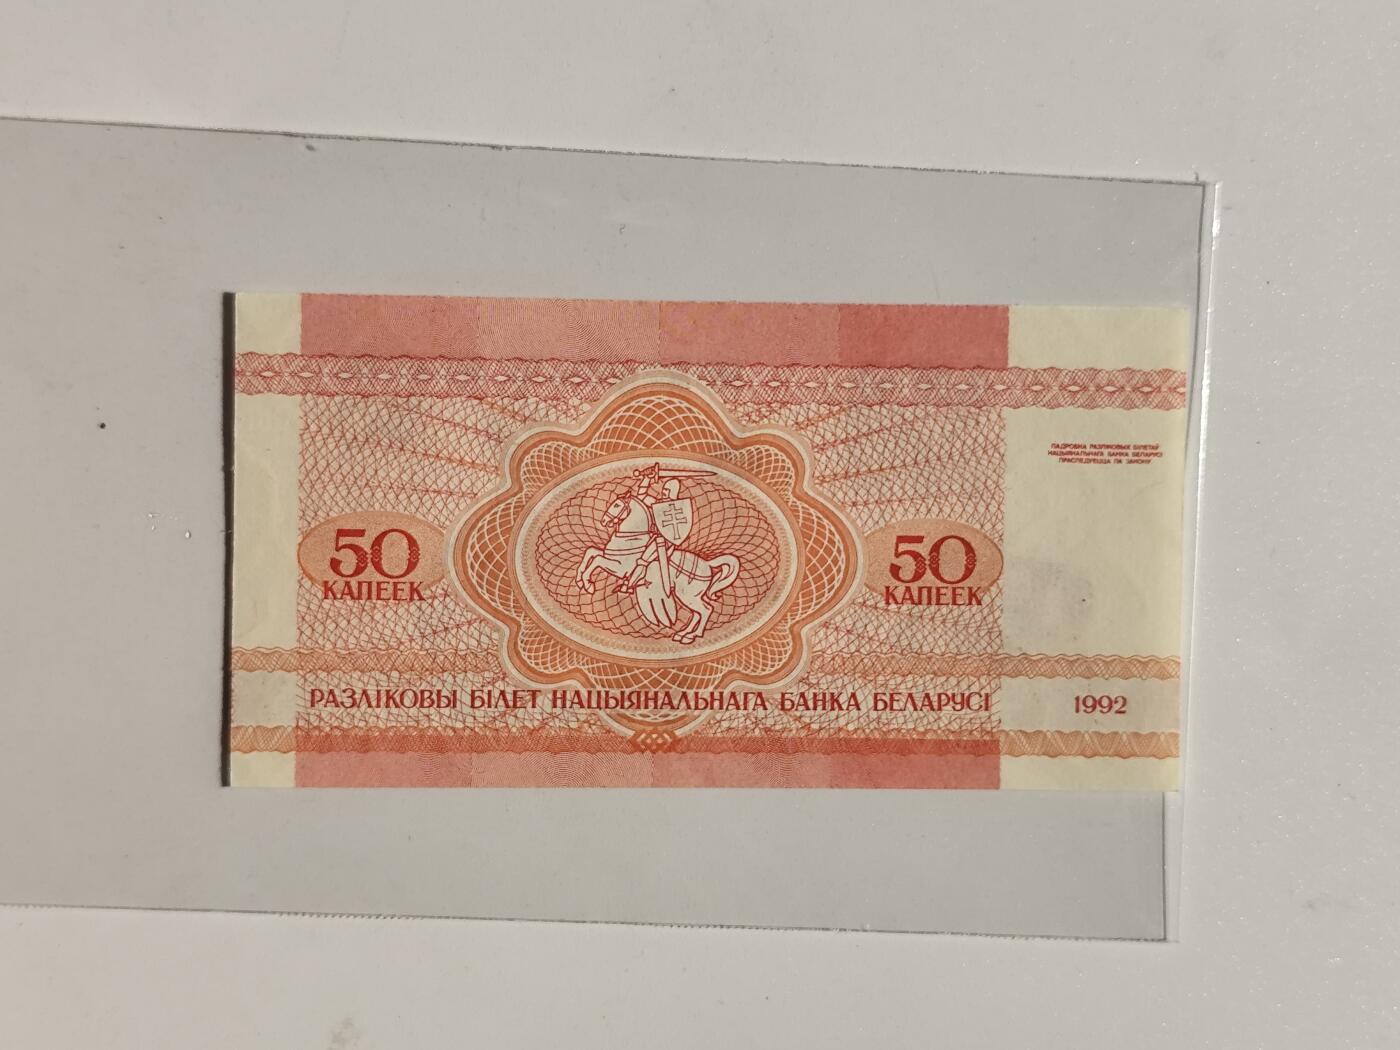 ПАДРОБКА РАЗЛІКОВЫХ БІЛЕТАЎ
НАЦЫЯНАЛЬНАГА БАНКА БЕЛАРУСІ
ПРАСЛЕДУЕЦЦА ПА ЗАКОНУ
50
КАПЕЕК
50
КАПЕЕК
РАЗЛІКОВЫ БІЛЕТ НАЦЫЯНАЛЬНАГА БАНКА БЕЛАРУСІ
1992